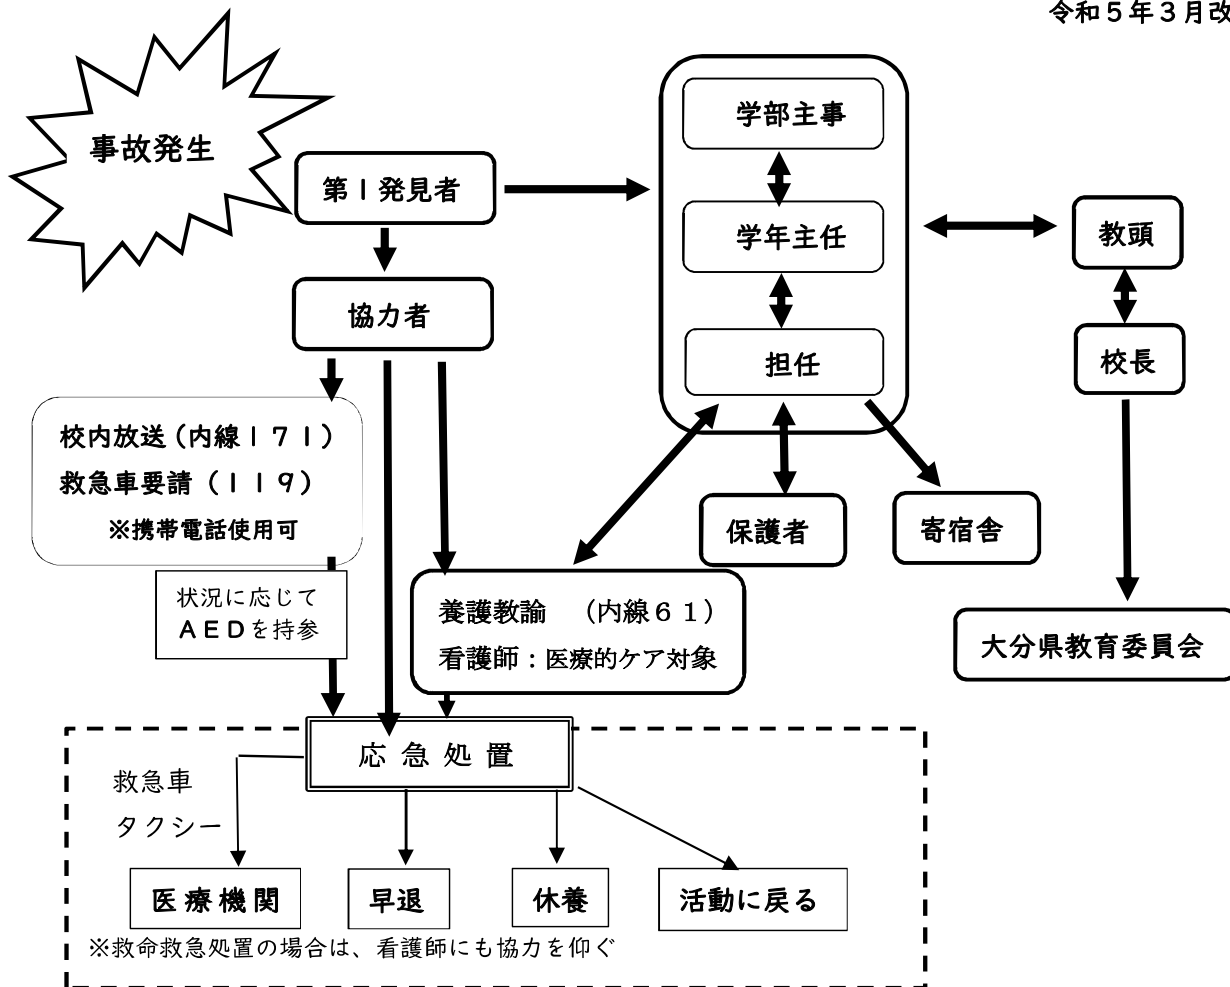 令和５年３月改
事故発生
第１発見者
協力者
学部主事
学年主任
担任
教頭
校長
校内放送（内線１７１）
救急車要請（１１９）
※携帯電話使用可
保護者
寄宿舎
状況に応じて
ＡＥＤを持参
養護教諭　（内線６１）
看護師：医療的ケア対象
大分県教育委員会
応急処置
救急車
タクシー
医療機関
早退
休養
活動に戻る
※救命救急処置の場合は、看護師にも協力を仰ぐ